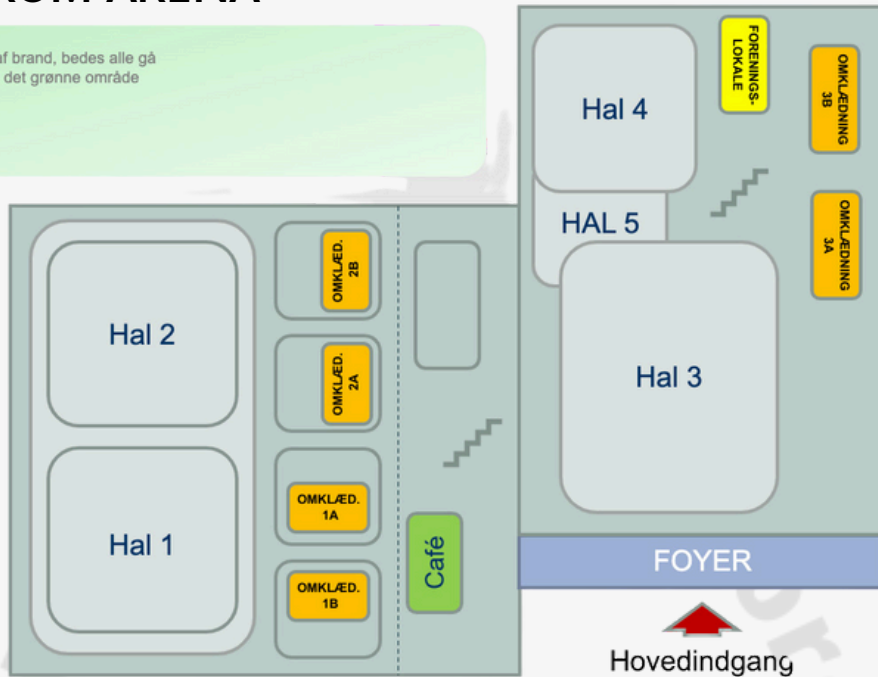 ARENA
af brand, bedes alle gå
det grønne område
Hal 4
FORENINGS-
LOKALE
OMKLÆDNING
3B
HAL 5
OMKLÆDNING
3A
Hal 3
Hal 2
OMKLÆD.
2B
OMKLÆD.
2A
Hal 1
OMKLÆD.
1A
OMKLÆD.
1B
Café
FOYER
Hovedindgang